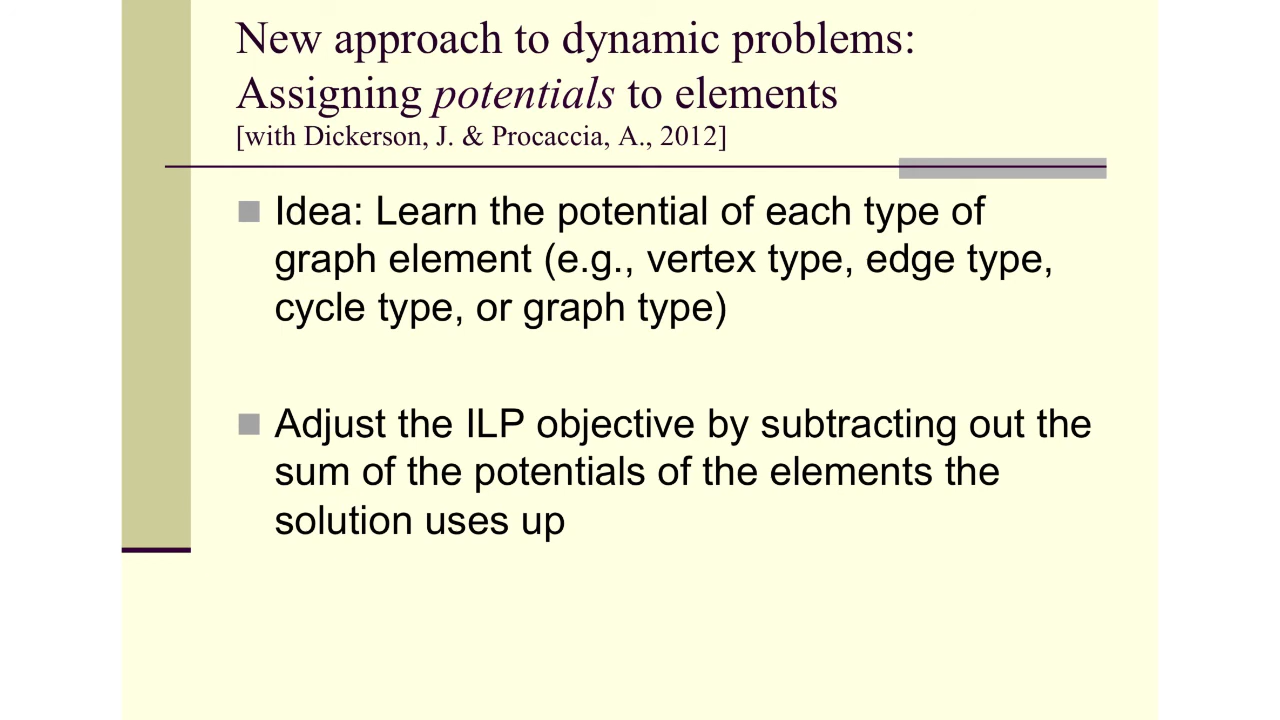 New approach to dynamic problems:
Assigning potentials to elements
[with Dickerson, J. & Procaccia, A., 2012]
Idea: Learn the potential of each type of
graph element (e.g., vertex type, edge type,
cycle type, or graph type)
Adjust the ILP objective by subtracting out the
sum of the potentials of the elements the
solution uses up